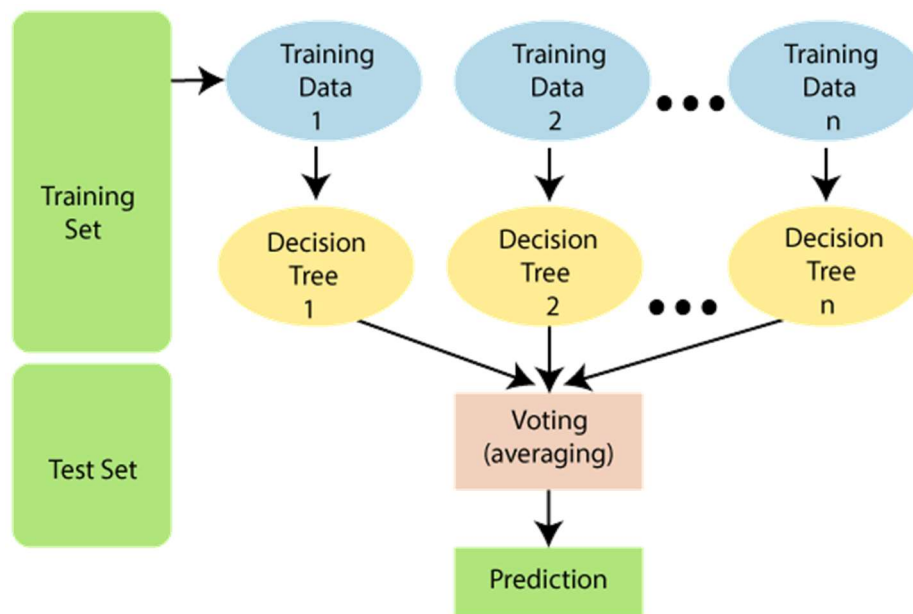 Training
Set
Test Set
Training
Data
1
Training
Data
2
Training
Data
n
Decision
Tree
1
Decision
Tree
2
Decision
Tree
n
Voting
(averaging)
Prediction